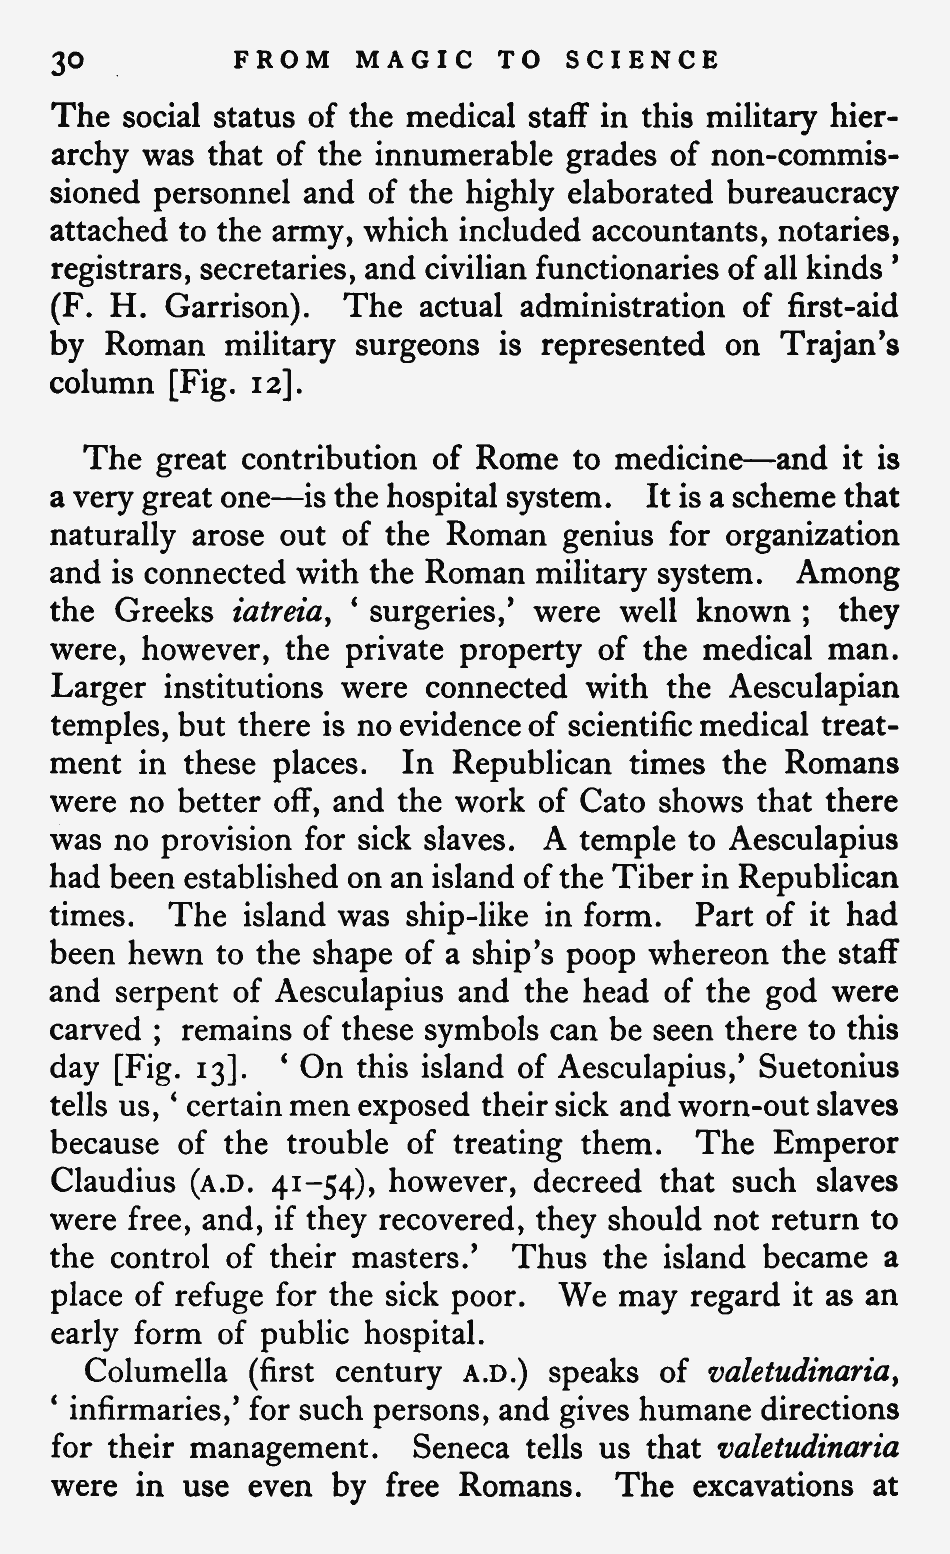 30 FROM MAGIC TO SCIENCE
The social status of the medical staff in this military hier-
archy was that of the innumerable grades of non-commis-
sioned personnel and of the highly elaborated bureaucracy
attached to the army, which included accountants, notaries,
registrars, secretaries, and civilian functionaries of all kinds ’
(F. H. Garrison). The actual administration of first-aid
by Roman military surgeons is represented on Trajan’s
column [Fig. 12].
The great contribution of Rome to medicine—and it is
a very great one—is the hospital system. It is a scheme that
naturally arose out of the Roman genius for organization
and is connected with the Roman military system. Among
the Greeks iatreia, ‘ surgeries,’ were well known ; they
were, however, the private property of the medical man.
Larger institutions were connected with the Aesculapian
temples, but there is no evidence of scientific medical treat-
ment in these places. In Republican times the Romans
were no better off, and the work of Cato shows that there
was no provision for sick slaves. A temple to Aesculapius
had been established on an island of the Tiber in Republican
times. The island was ship-like in form. Part of it had
been hewn to the shape of a ship’s poop whereon the staff
and serpent of Aesculapius and the head of the god were
carved ; remains of these symbols can be seen there to this
day [Fig. 13]. ‘ On this island of Aesculapius,’ Suetonius
tells us, ‘ certain men exposed their sick and worn-out slaves
because of the trouble of treating them. The Emperor
Claudius (A.D. 41–54), however, decreed that such slaves
were free, and, if they recovered, they should not return to
the control of their masters.’ Thus the island became a
place of refuge for the sick poor. We may regard it as an
early form of public hospital.
Columella (first century A.D.) speaks of valetudinaria,
‘ infirmaries,’ for such persons, and gives humane directions
for their management. Seneca tells us that valetudinaria
were in use even by free Romans. The excavations at